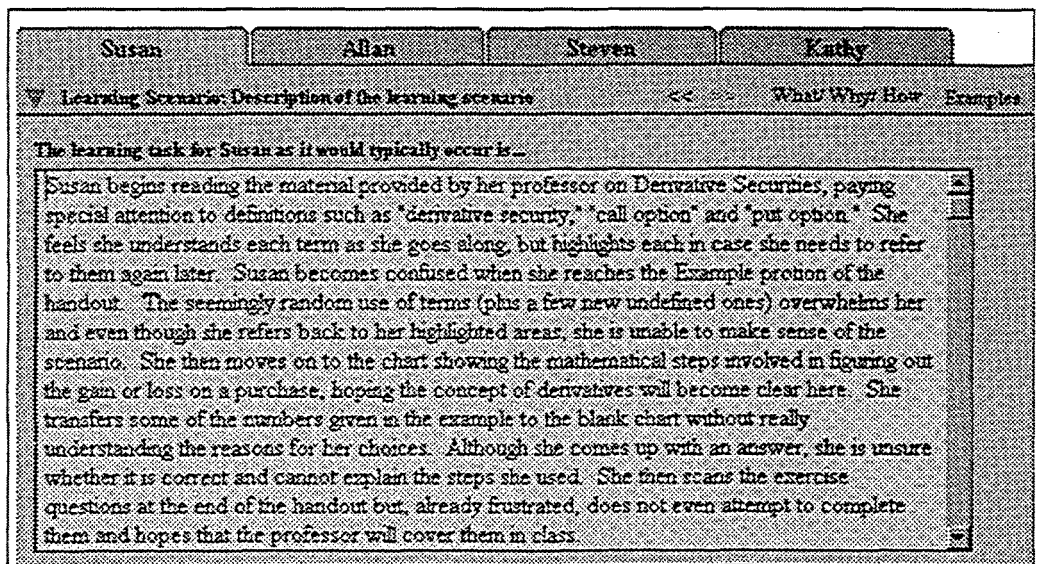 Susan Allan Steven Kathy
Learning Scenario: Description of the learning scenario << >> What/ Why/ How Examples
The learning task for Susan as it would typically occur is...
Susan begins reading the material provided by her professor on Derivative Securities, paying
special attention to definitions such as "derivative security," "call option" and "put option." She
feels she understands each term as she goes along, but highlights each in case she needs to refer
to them again later. Susan becomes confused when she reaches the Example protion of the
handout. The seemingly random use of terms (plus a few new undefined ones) overwhelms her
and even though she refers back to her highlighted areas, she is unable to make sense of the
scenario. She then moves on to the chart showing the mathematical steps involved in figuring out
the gain or loss on a purchase, hoping the concept of derivatives will become clear here. She
transfers some of the numbers given in the example to the blank chart without really
understanding the reasons for her choices. Although she comes up with an answer, she is unsure
whether it is correct and cannot explain the steps she used. She then scans the exercise
questions at the end of the handout but, already frustrated, does not even attempt to complete
them and hopes that the professor will cover them in class.